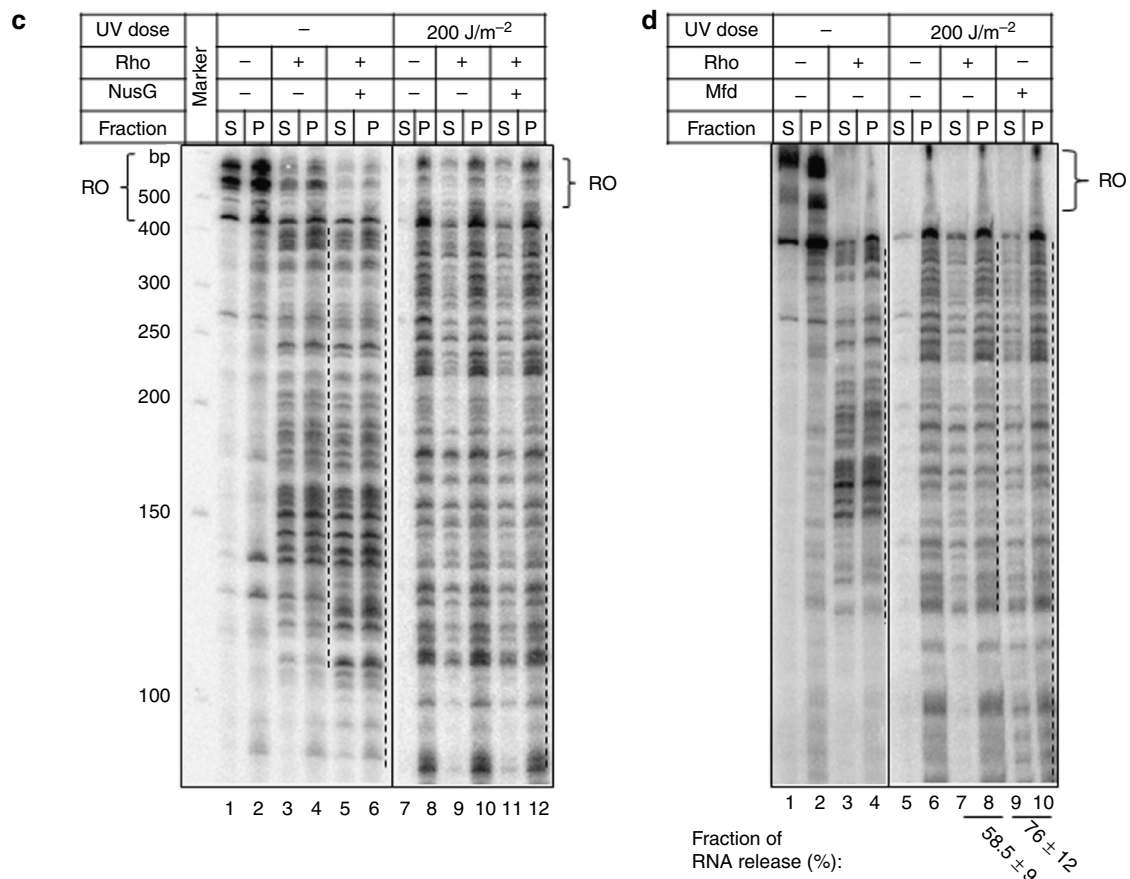 c
UV dose – 200 J/m–2
Rho – + + – + +
NusG – – + – – +
Marker
Fraction S P S P S P S P S P S P
bp
RO
500
400
300
250
200
150
100
RO
1 2 3 4 5 6 7 8 9 10 11 12
d
UV dose – 200 J/m–2
Rho – + – + –
Mfd – – – – +
Fraction S P S P S P S P S P
RO
1 2 3 4 5 6 7 8 9 10
Fraction of
RNA release (%):
58.5 ± 9
76 ± 12